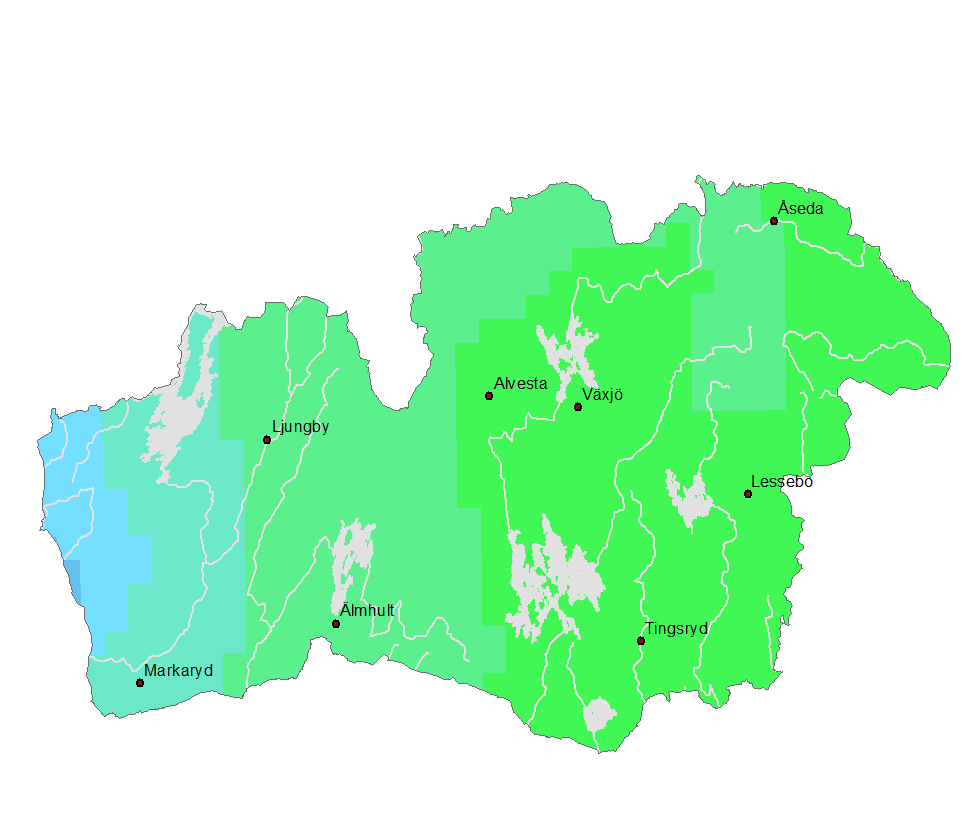 Åseda
Alvesta
Växjö
Ljungby
Lessebo
Älmhult
Tingsryd
Markaryd